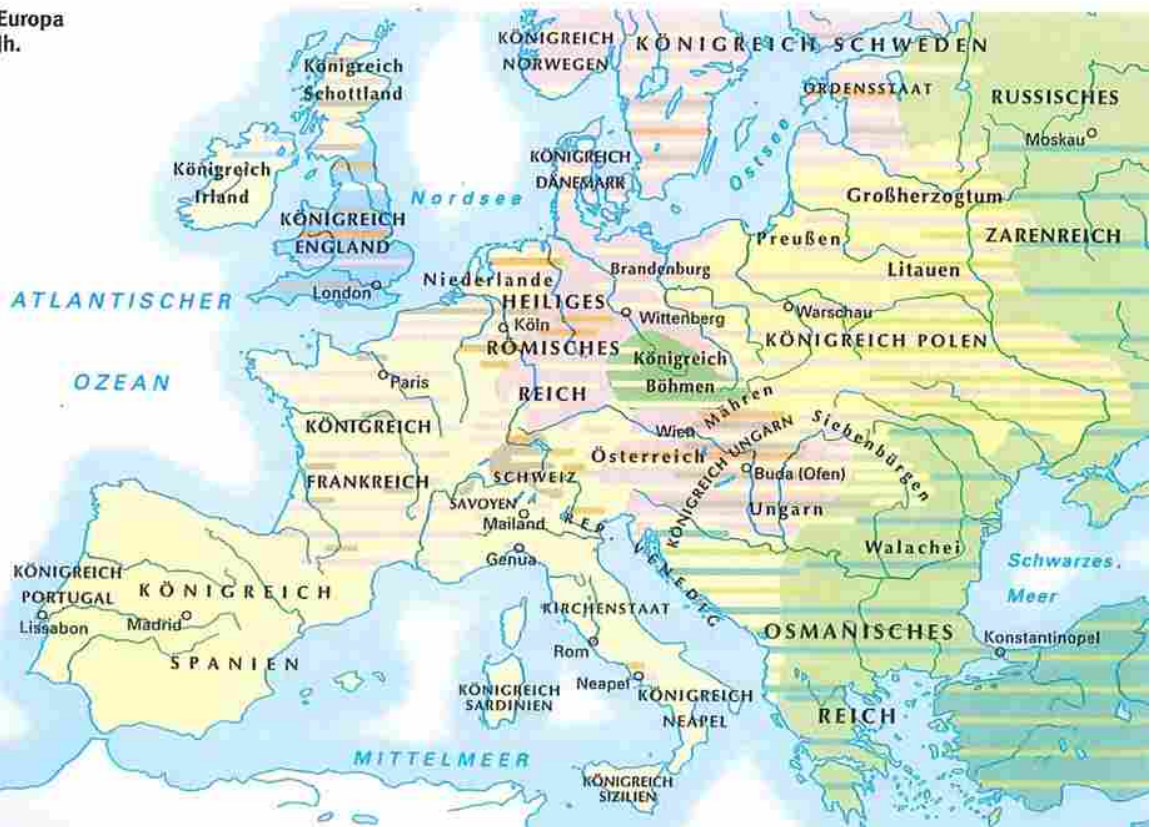 Europa
Jh.
KÖNIGREICH
NORWEGEN
KÖNIGREICH SCHWEDEN
Königreich
Schottland
ORDENSSTAAT
RUSSISCHES
Moskau
Königreich
Irland
KÖNIGREICH
DÄNEMARK
Ostsee
Nordsee
Großherzogtum
KÖNIGREICH
ENGLAND
Preußen
ZARENREICH
Litauen
Niederlande
Brandenburg
London
ATLANTISCHER
HEILIGES
Wittenberg
Warschau
Köln
RÖMISCHES
KÖNIGREICH POLEN
Königreich
Böhmen
OZEAN
Paris
REICH
Mähren
KÖNIGREICH
Wien
Siebenbürgen
Österreich
KÖNIGREICH UNGARN
Buda (Ofen)
FRANKREICH
SCHWEIZ
SAVOYEN
Ungarn
Mailand
REP. VENEDIG
Walachei
Genua
Schwarzes
Meer
KÖNIGREICH
PORTUGAL
KÖNIGREICH
Lissabon
Madrid
KIRCHENSTAAT
OSMANISCHES
Konstantinopel
SPANIEN
Rom
Neapel
KÖNIGREICH
SARDINIEN
KÖNIGREICH
NEAPEL
REICH
MITTELMEER
KÖNIGREICH
SIZILIEN